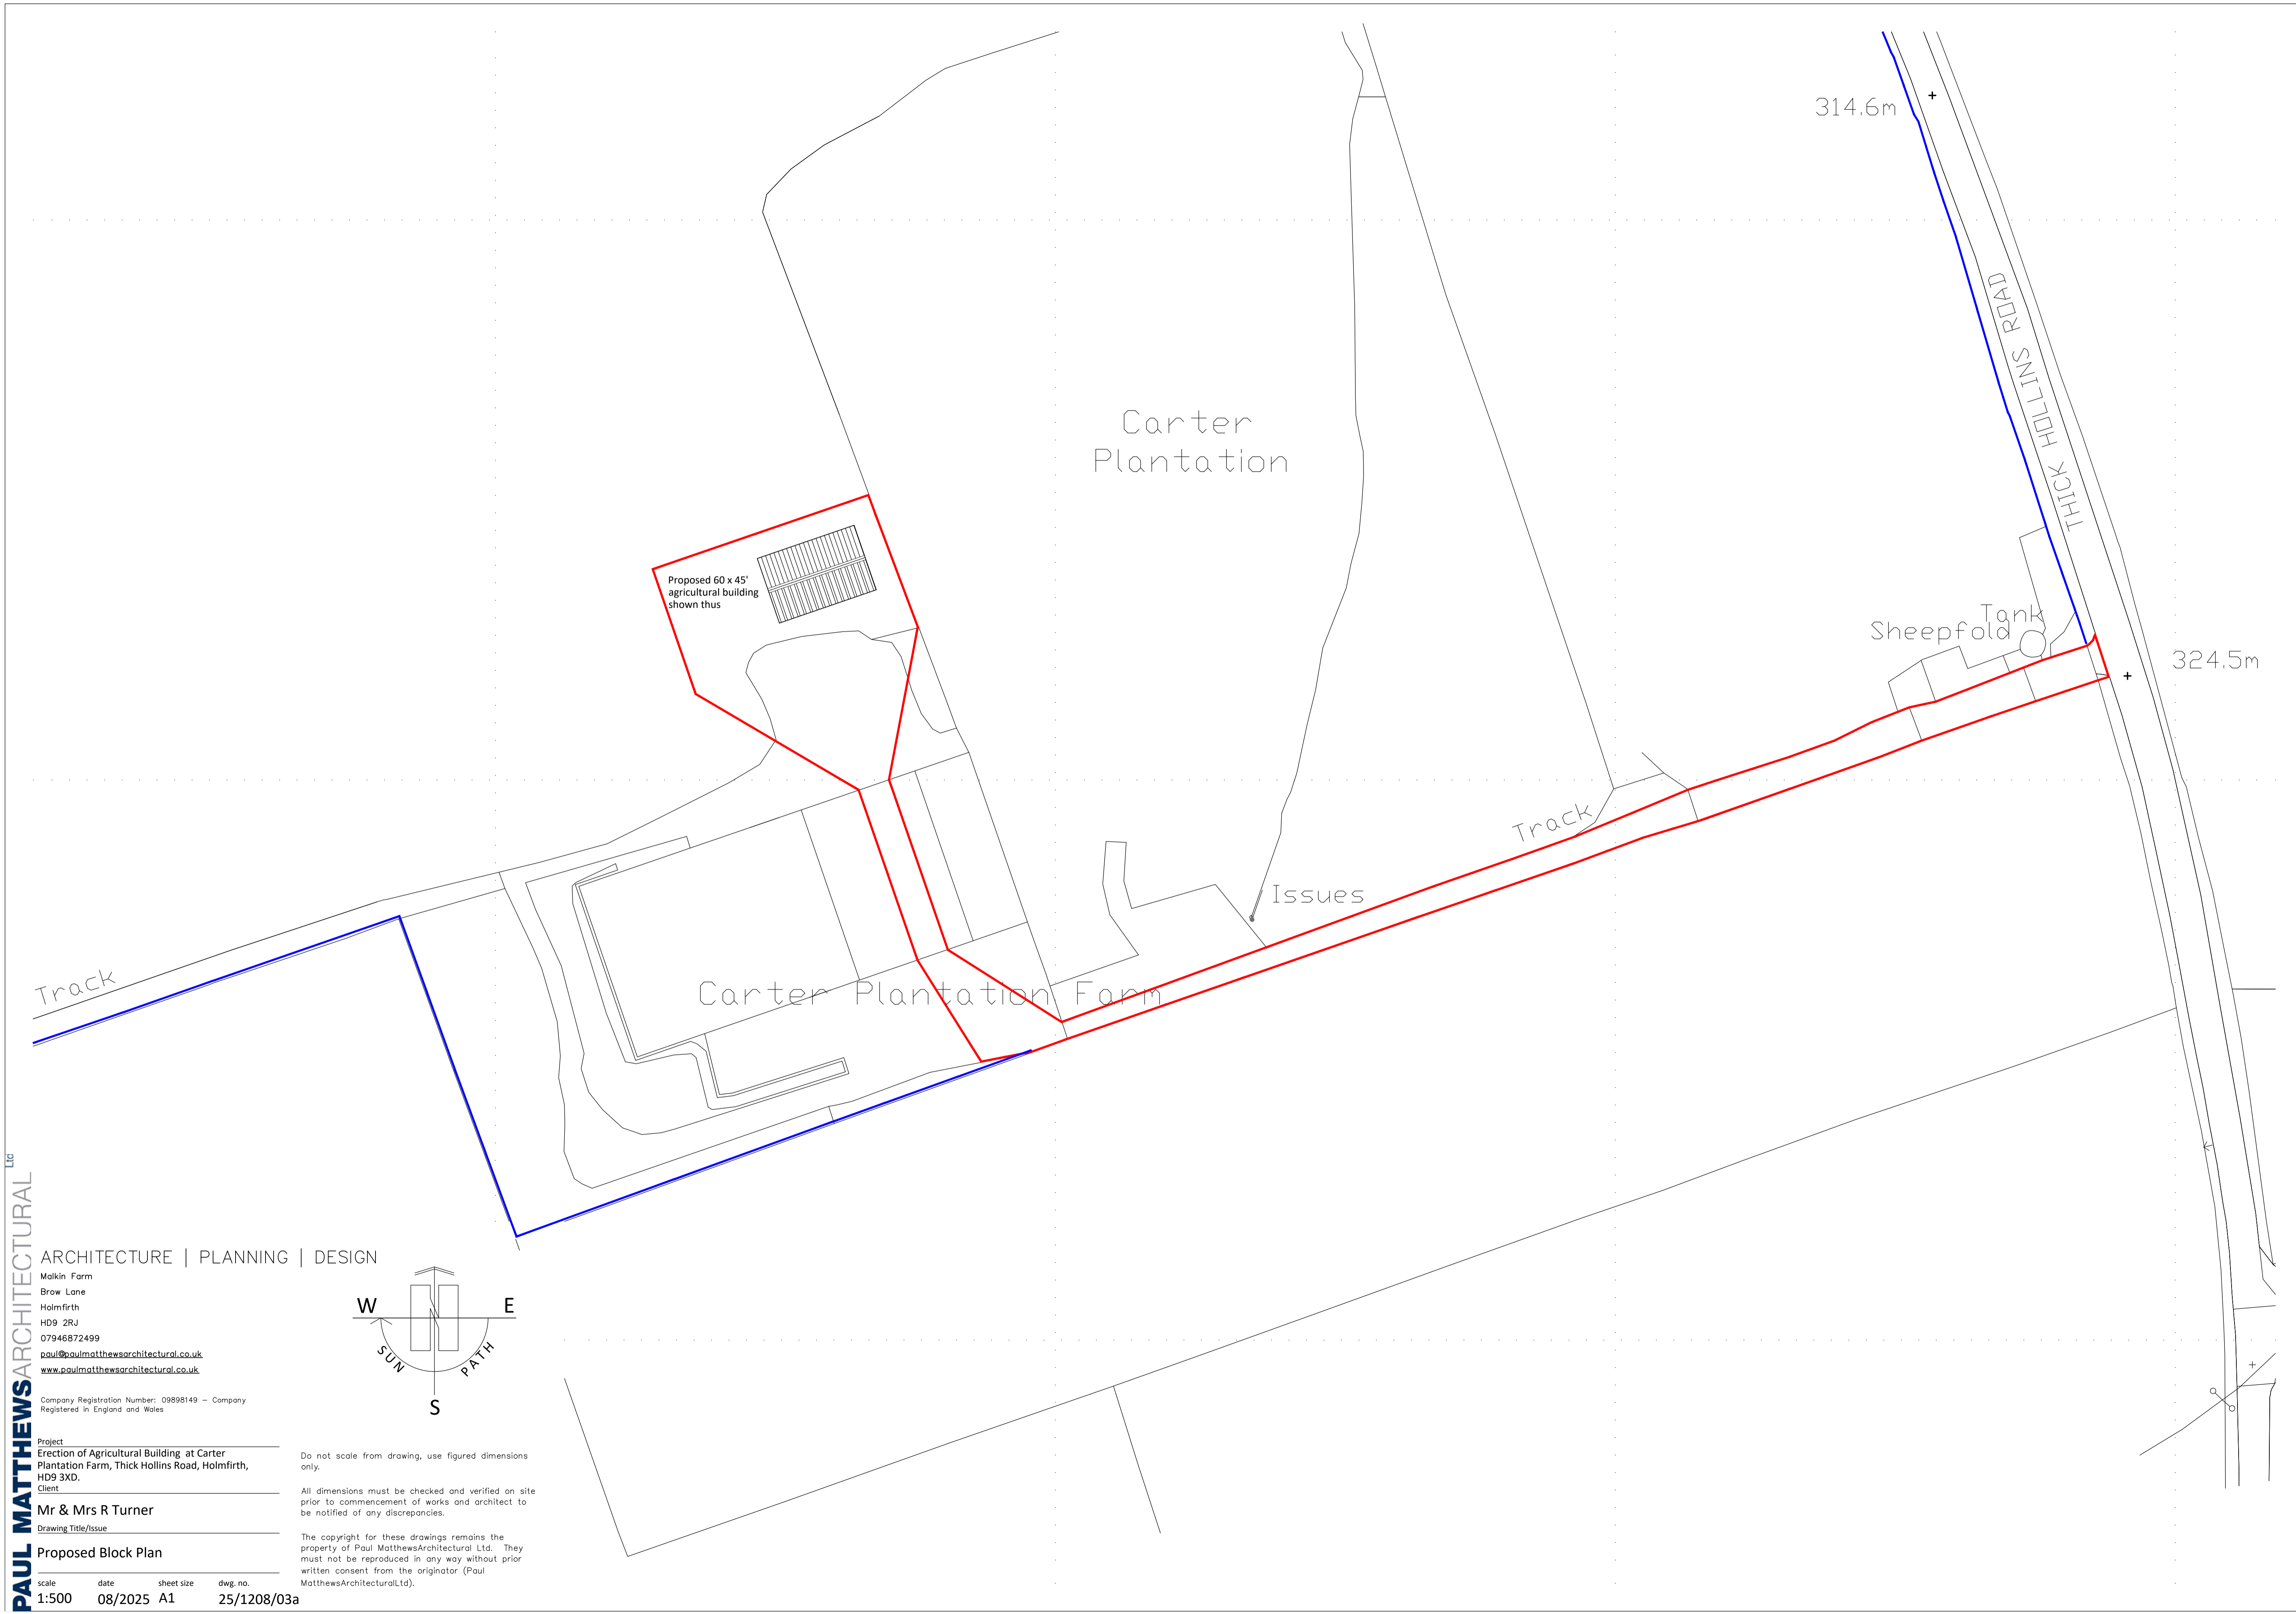 314.6m
THICK HOLLINS ROAD
Carter
Plantation
Proposed 60 x 45'
agricultural building
shown thus
Tank
Sheepfold
324.5m
Track
Issues
Track
Carter Plantation Farm
PAUL MATTHEWSARCHITECTURAL Ltd
ARCHITECTURE | PLANNING | DESIGN
Malkin Farm
Brow Lane
Holmfirth
HD9 2RJ
07946872499
paul@paulmatthewsarchitectural.co.uk
www.paulmatthewsarchitectural.co.uk
Company Registration Number: 09898149 - Company
Registered in England and Wales
W
E
N
SUN PATH
S
Project
Erection of Agricultural Building at Carter
Plantation Farm, Thick Hollins Road, Holmfirth,
HD9 3XD.
Client
Mr & Mrs R Turner
Drawing Title/Issue
Proposed Block Plan
scale date sheet size dwg. no.
1:500 08/2025 A1 25/1208/03a
Do not scale from drawing, use figured dimensions
only.
All dimensions must be checked and verified on site
prior to commencement of works and architect to
be notified of any discrepancies.
The copyright for these drawings remains the
property of Paul MatthewsArchitectural Ltd. They
must not be reproduced in any way without prior
written consent from the originator (Paul
MatthewsArchitecturalLtd).